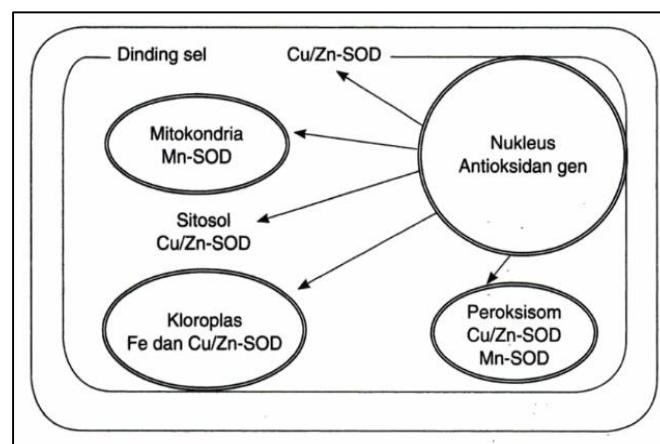 Dinding sel
Cu/Zn-SOD
Nukleus
Antioksidan gen
Mitokondria
Mn-SOD
Sitosol
Cu/Zn-SOD
Kloroplas
Fe dan Cu/Zn-SOD
Peroksisom
Cu/Zn-SOD
Mn-SOD